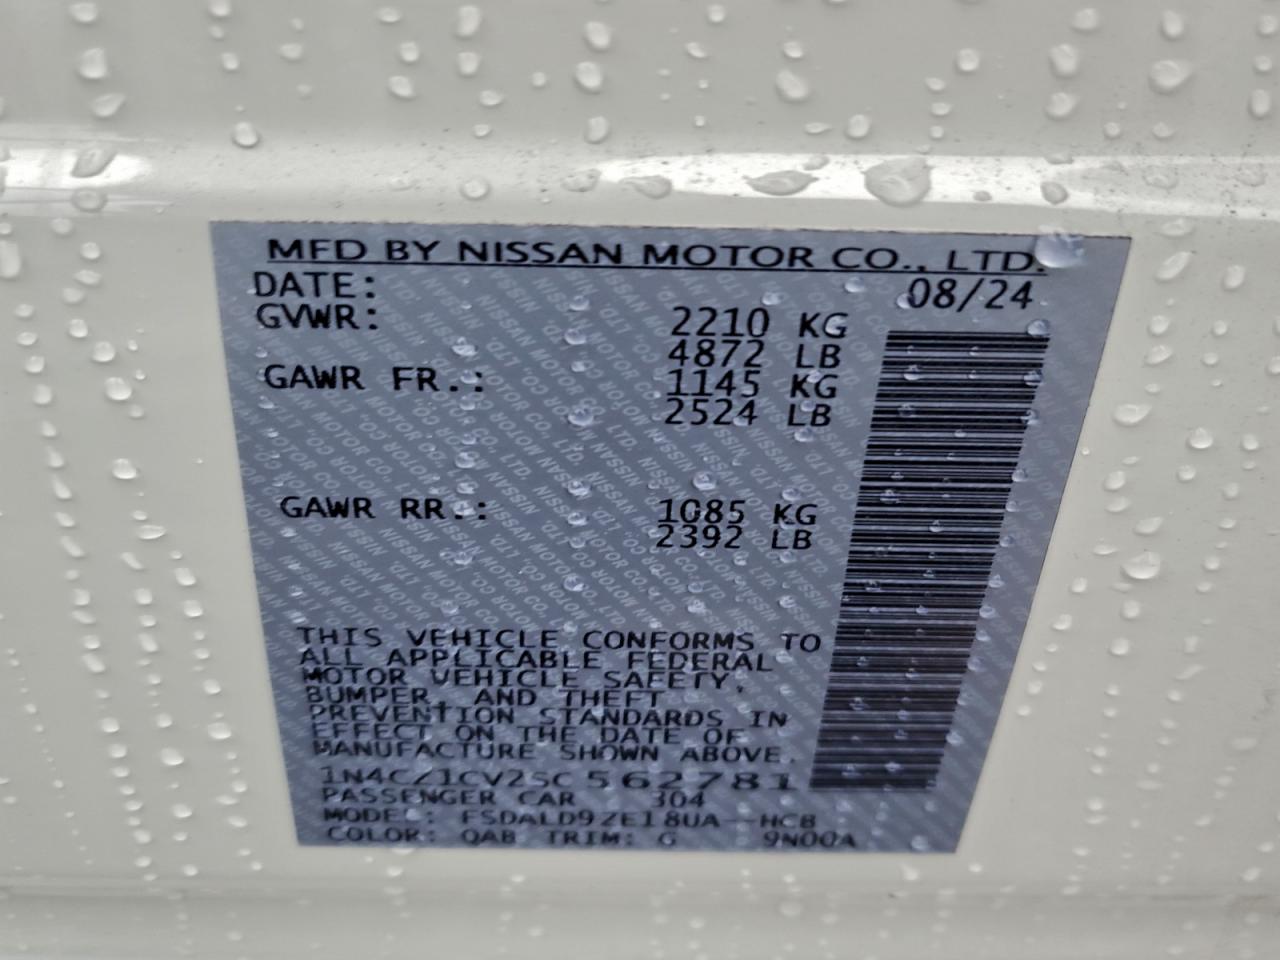 MFD BY NISSAN MOTOR CO., LTD.
DATE: 08/24
GVWR: 2210 KG
4872 LB
GAWR FR.: 1145 KG
2524 LB
GAWR RR.: 1085 KG
2392 LB
THIS VEHICLE CONFORMS TO
ALL APPLICABLE FEDERAL
MOTOR VEHICLE SAFETY,
BUMPER, AND THEFT
PREVENTION STANDARDS IN
EFFECT ON THE DATE OF
MANUFACTURE SHOWN ABOVE.
1N4CZ1CV2SC562781
PASSENGER CAR 304
MODEL: FSDALD9ZE18UA--HCB
COLOR: QAB TRIM: G 9N00A